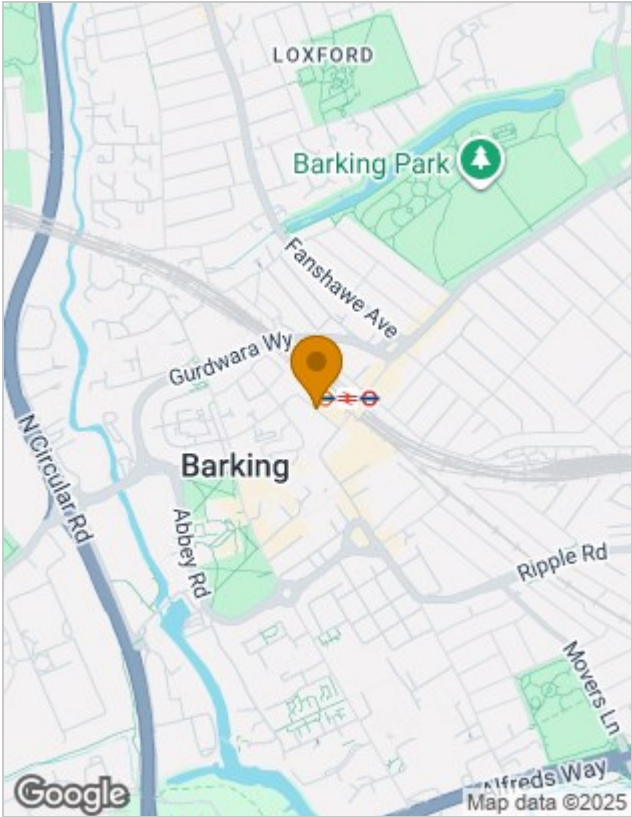 LOXFORD
Barking Park
Fanshawe Ave
Gurdwara Wy
N Circular Rd
Barking
Abbey Rd
Ripple Rd
Movers Ln
Alfreds Way
Google
Map data ©2025